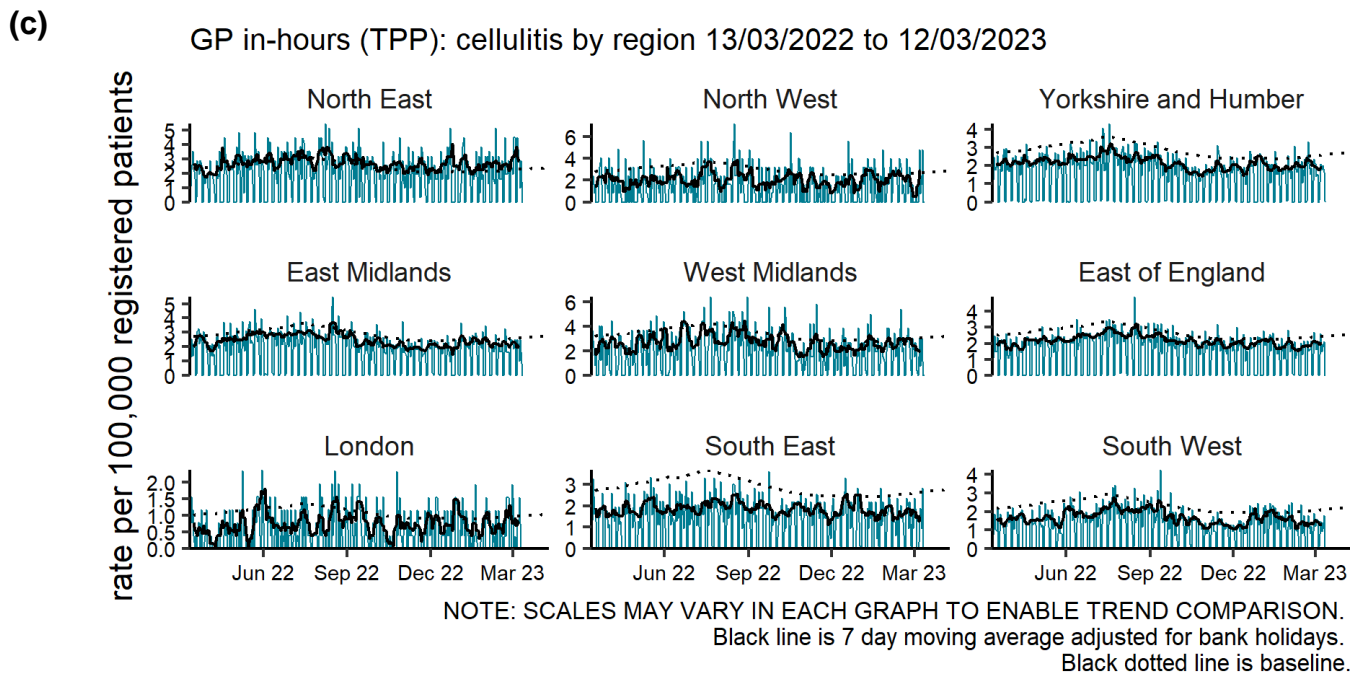 (c)
GP in-hours (TPP): cellulitis by region 13/03/2022 to 12/03/2023
rate per 100,000 registered patients
North East
5
4
3
2
1
0
North West
6
4
2
0
Yorkshire and Humber
4
3
2
1
0
East Midlands
5
4
3
2
1
0
West Midlands
6
4
2
0
East of England
4
3
2
1
0
London
2.0
1.5
1.0
0.5
0.0
South East
3
2
1
0
South West
4
3
2
1
0
Jun 22 Sep 22 Dec 22 Mar 23
Jun 22 Sep 22 Dec 22 Mar 23
Jun 22 Sep 22 Dec 22 Mar 23
NOTE: SCALES MAY VARY IN EACH GRAPH TO ENABLE TREND COMPARISON.
Black line is 7 day moving average adjusted for bank holidays.
Black dotted line is baseline.